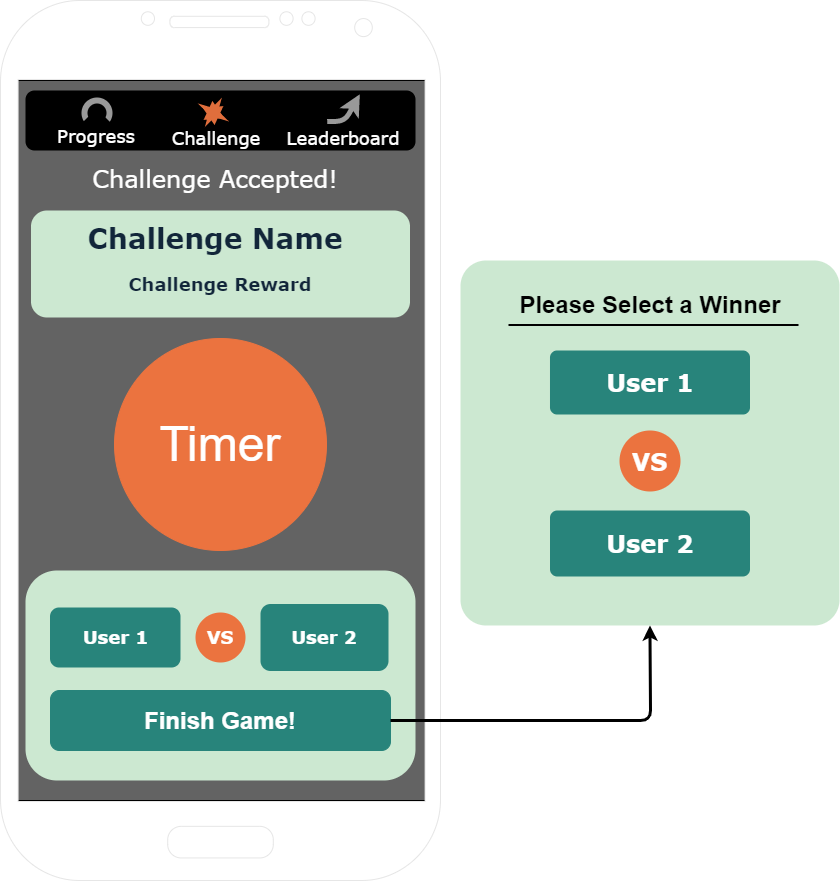 Progress
Challenge
Leaderboard
Challenge Accepted!
Challenge Name
Challenge Reward
Timer
User 1
VS
User 2
Finish Game!
Please Select a Winner
User 1
VS
User 2